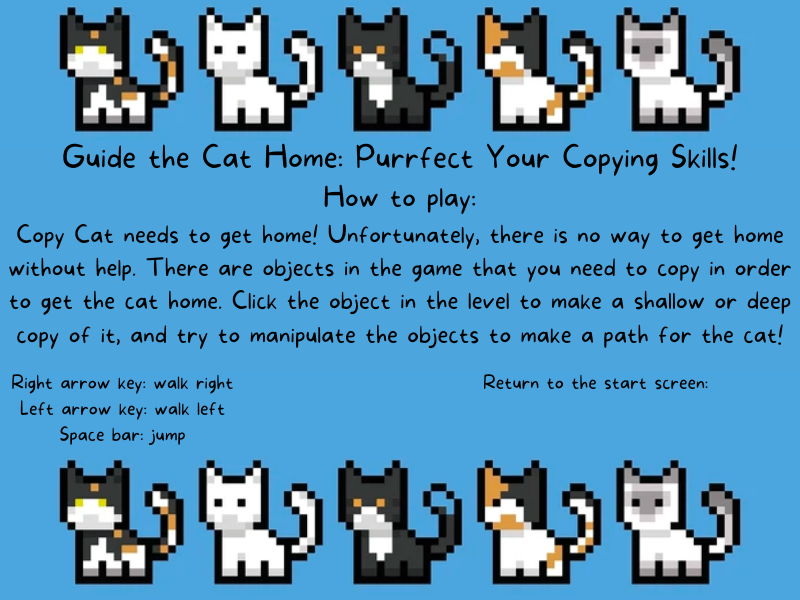 Guide the Cat Home: Purrfect Your Copying Skills!
How to play:
Copy Cat needs to get home! Unfortunately, there is no way to get home
without help. There are objects in the game that you need to copy in order
to get the cat home. Click the object in the level to make a shallow or deep
copy of it, and try to manipulate the objects to make a path for the cat!
Right arrow key: walk right
Left arrow key: walk left
Space bar: jump
Return to the start screen: